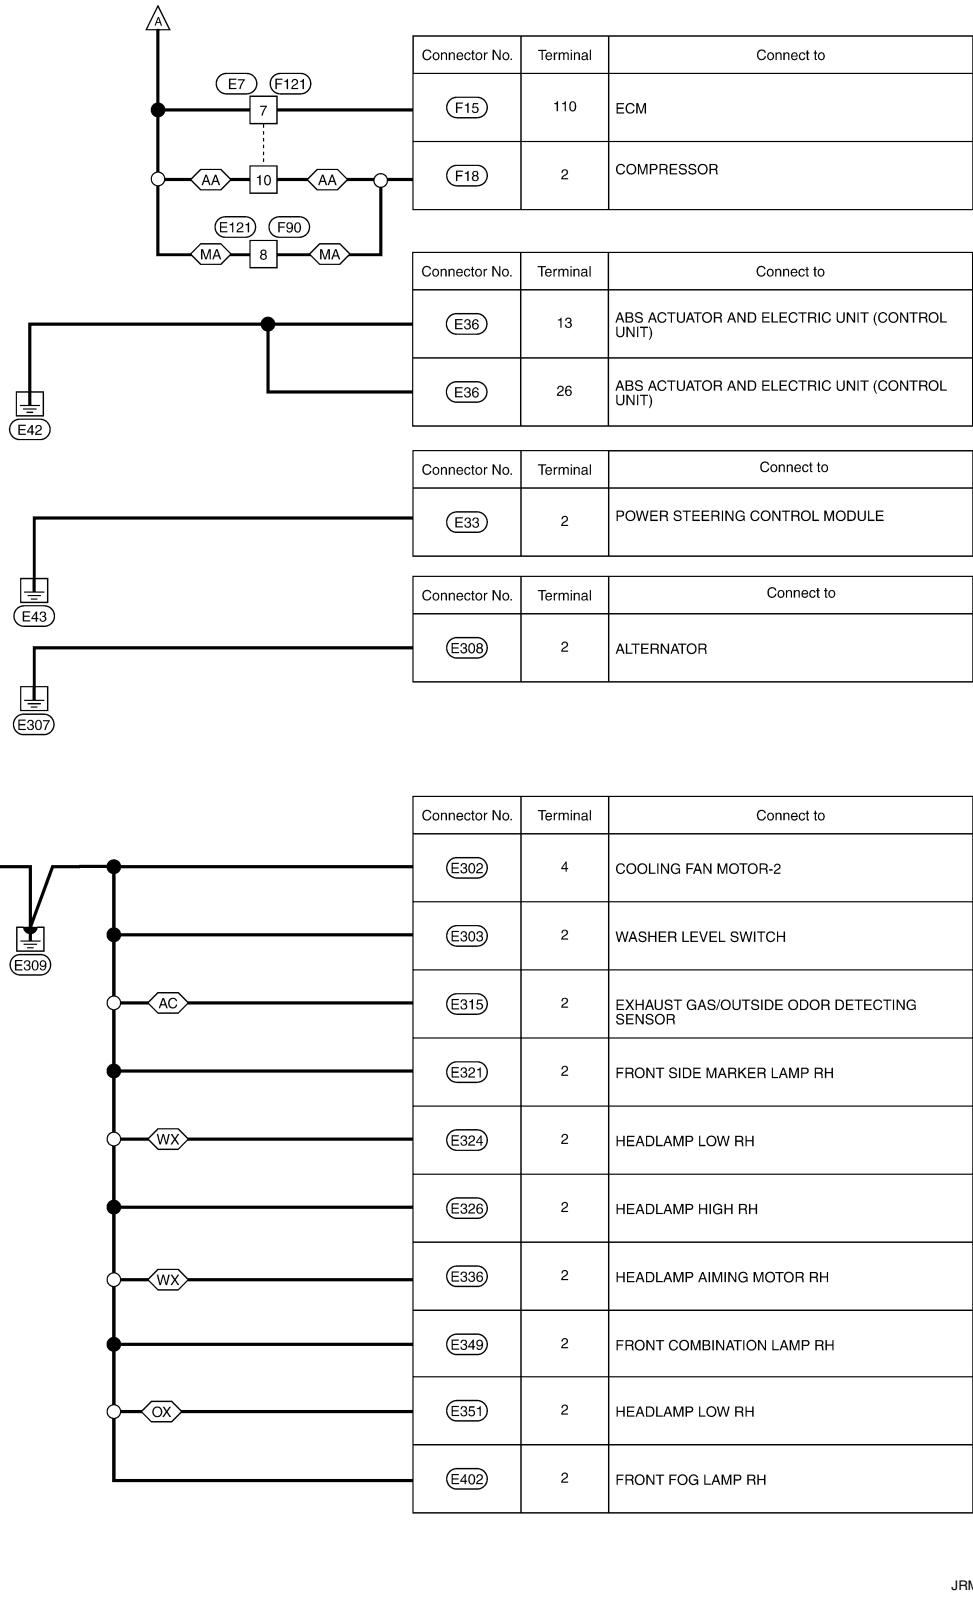 A
Connector No. Terminal Connect to
E7 F121
7 F15 110 ECM
AA 10 AA F18 2 COMPRESSOR
E121 F90
MA 8 MA
Connector No. Terminal Connect to
E36 13 ABS ACTUATOR AND ELECTRIC UNIT (CONTROL
UNIT)
E36 26 ABS ACTUATOR AND ELECTRIC UNIT (CONTROL
UNIT)
E42
Connector No. Terminal Connect to
E33 2 POWER STEERING CONTROL MODULE
E43
Connector No. Terminal Connect to
E308 2 ALTERNATOR
E307
Connector No. Terminal Connect to
E302 4 COOLING FAN MOTOR-2
E303 2 WASHER LEVEL SWITCH
E309
AC E315 2 EXHAUST GAS/OUTSIDE ODOR DETECTING
SENSOR
E321 2 FRONT SIDE MARKER LAMP RH
WX E324 2 HEADLAMP LOW RH
E326 2 HEADLAMP HIGH RH
WX E336 2 HEADLAMP AIMING MOTOR RH
E349 2 FRONT COMBINATION LAMP RH
OX E351 2 HEADLAMP LOW RH
E402 2 FRONT FOG LAMP RH